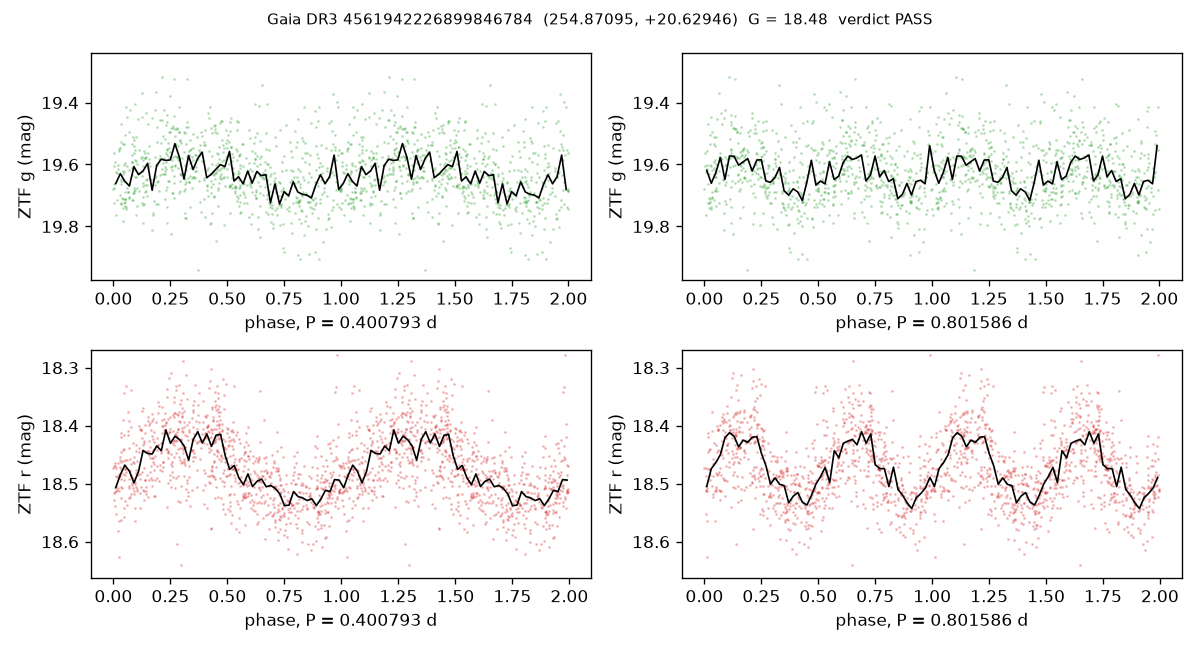 Gaia DR3 4561942226899846784  (254.87095, +20.62946)  G = 18.48  verdict PASS
ZTF g (mag)
19.4
19.6
19.8
0.00 0.25 0.50 0.75 1.00 1.25 1.50 1.75 2.00
phase, P = 0.400793 d
ZTF g (mag)
19.4
19.6
19.8
0.00 0.25 0.50 0.75 1.00 1.25 1.50 1.75 2.00
phase, P = 0.801586 d
ZTF r (mag)
18.3
18.4
18.5
18.6
0.00 0.25 0.50 0.75 1.00 1.25 1.50 1.75 2.00
phase, P = 0.400793 d
ZTF r (mag)
18.3
18.4
18.5
18.6
0.00 0.25 0.50 0.75 1.00 1.25 1.50 1.75 2.00
phase, P = 0.801586 d